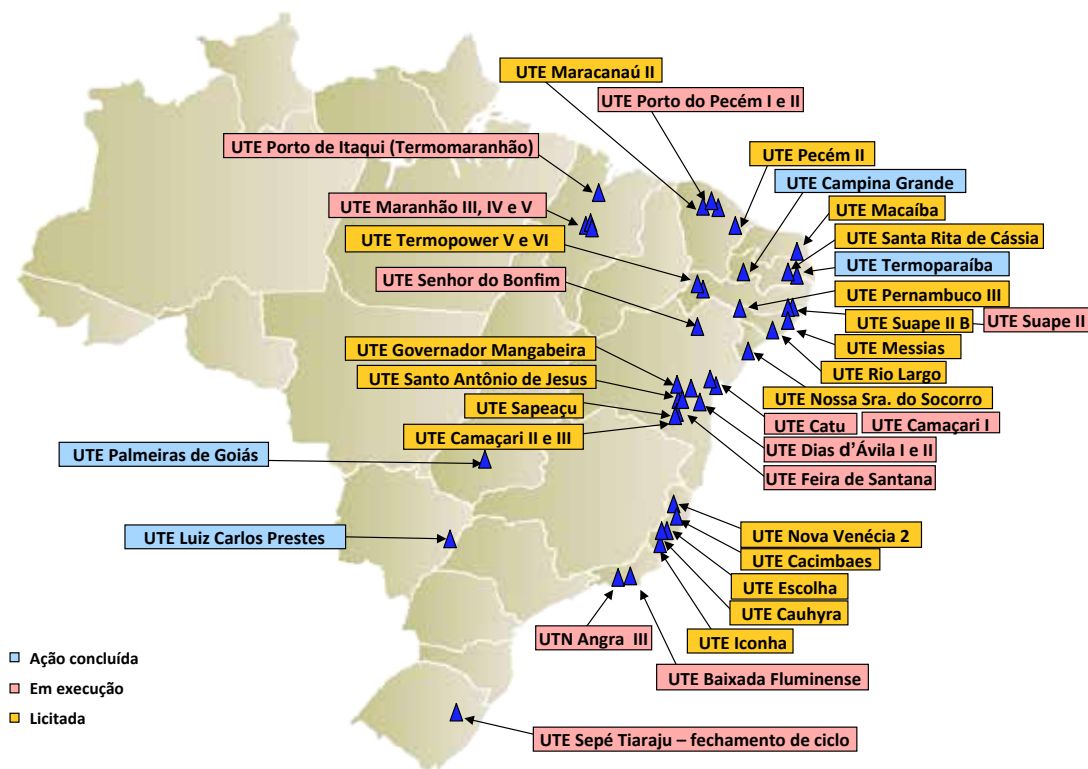 UTE Maracanaú II
UTE Porto do Pecém I e II
UTE Porto de Itaqui (Termomaranhão)
UTE Pecém II
UTE Campina Grande
UTE Maranhão III, IV e V
UTE Macaíba
UTE Termopower V e VI
UTE Santa Rita de Cássia
UTE Termoparaíba
UTE Senhor do Bonfim
UTE Pernambuco III
UTE Suape II B
UTE Suape II
UTE Governador Mangabeira
UTE Messias
UTE Rio Largo
UTE Santo Antônio de Jesus
UTE Nossa Sra. do Socorro
UTE Sapeaçu
UTE Catu
UTE Camaçari I
UTE Camaçari II e III
UTE Dias d’Ávila I e II
UTE Palmeiras de Goiás
UTE Feira de Santana
UTE Luiz Carlos Prestes
UTE Nova Venécia 2
UTE Cacimbaes
UTE Escolha
UTE Cauhyra
UTN Angra III
UTE Iconha
UTE Baixada Fluminense
Ação concluída
Em execução
Licitada
UTE Sepé Tiaraju – fechamento de ciclo